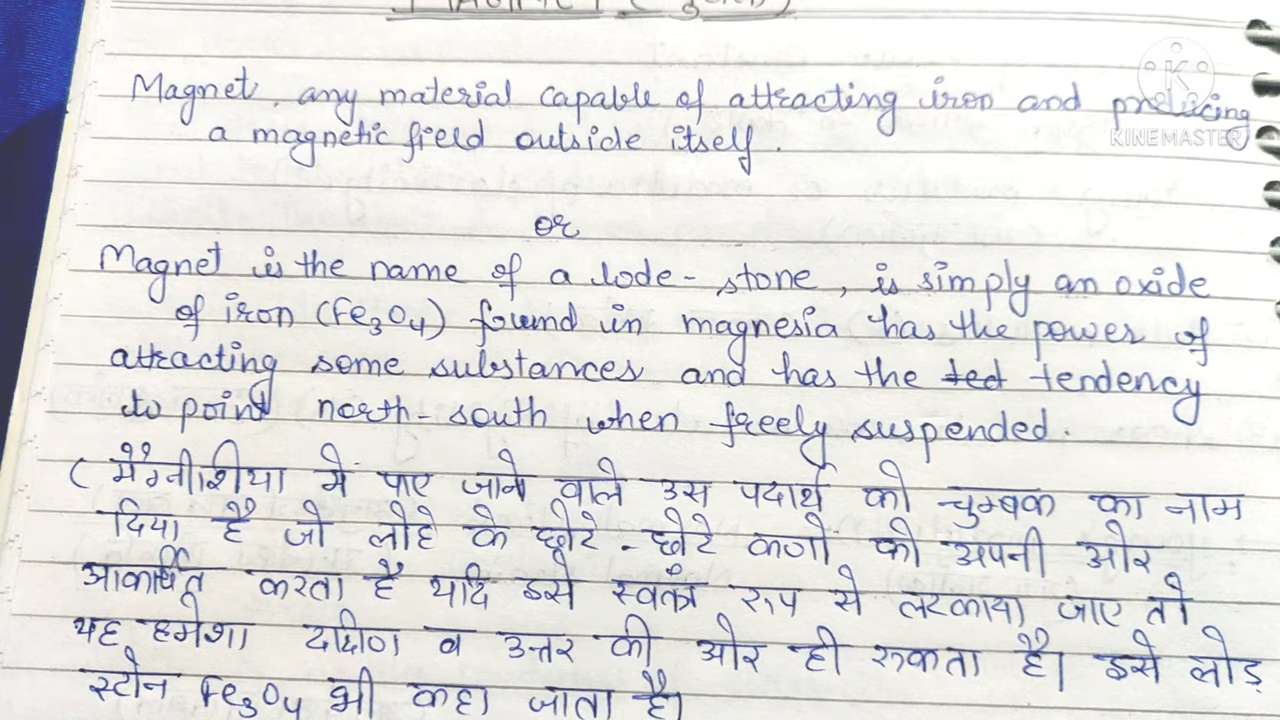 Magnet, any material capable of attracting iron and producing
a magnetic field outside itself.
or
Magnet is the name of a lode-stone, is simply an oxide
of iron (Fe3O4) found in magnesia has the power of
attracting some substances and has the ted tendency
to point north-south when freely suspended.
( मैग्नीशिया में पाए जाने वाले उस पदार्थ को चुम्बक का नाम
दिया है जो लोहे के छोटे-छोटे कणों को अपनी ओर
आकर्षित करता है यदि इसे स्वतंत्र रूप से लटकाया जाए तो
यह हमेशा दक्षिण व उत्तर की ओर ही रुकता है। इसे लोड़
स्टोन Fe3O4 भी कहा जाता है।
K
KINEMASTER